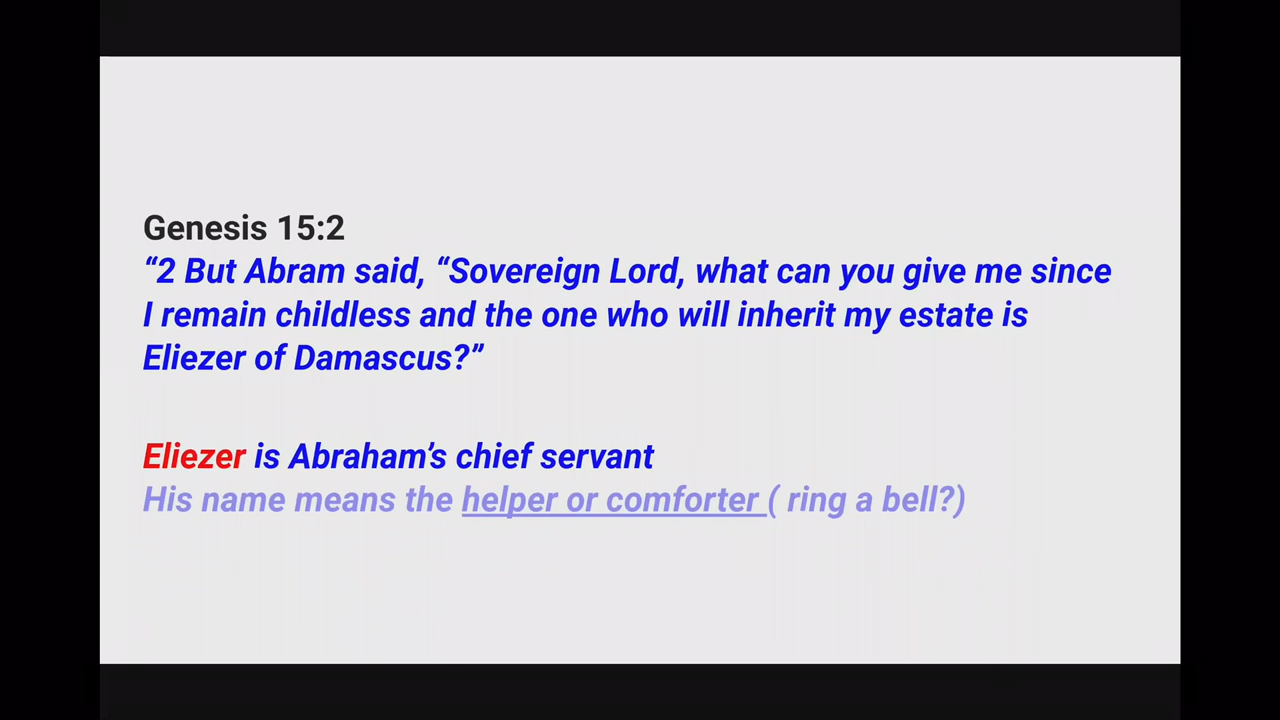 Genesis 15:2
“2 But Abram said, “Sovereign Lord, what can you give me since
I remain childless and the one who will inherit my estate is
Eliezer of Damascus?”
Eliezer is Abraham’s chief servant
His name means the helper or comforter ( ring a bell?)